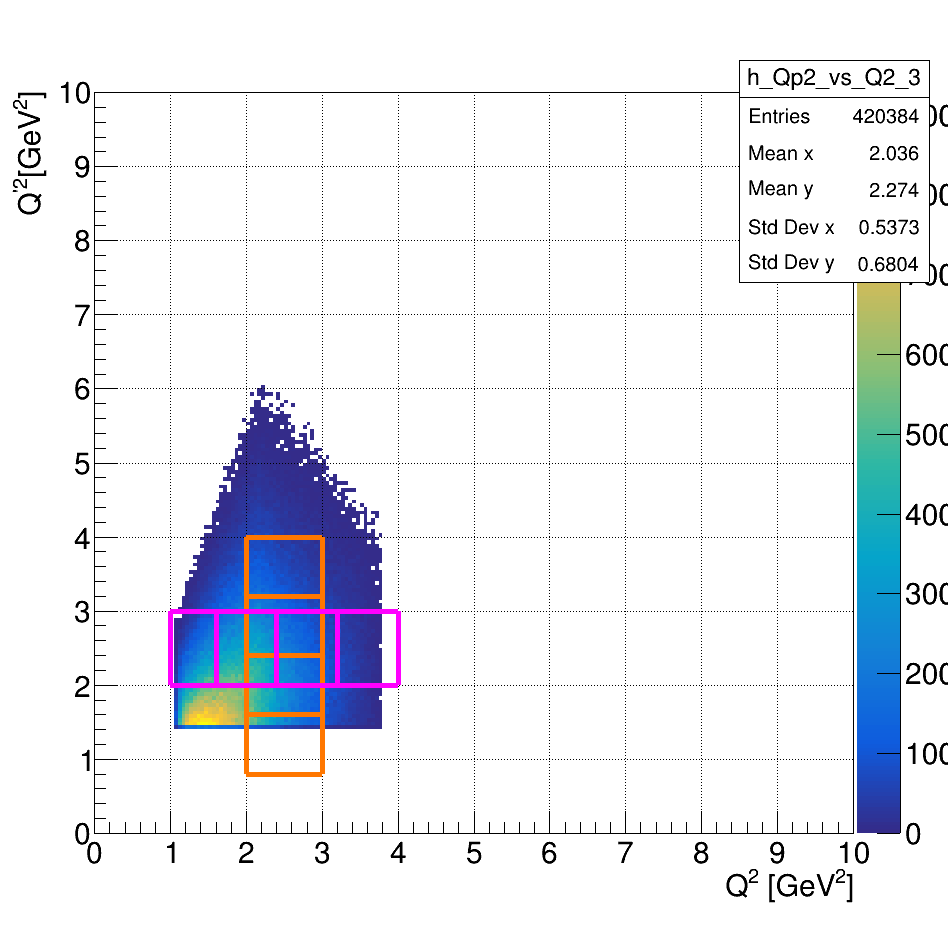 h_Qp2_vs_Q2_3
Entries 420384
Mean x 2.036
Mean y 2.274
Std Dev x 0.5373
Std Dev y 0.6804
Q'2[GeV2]
10
9
8
7
6
5
4
3
2
1
0
0 1 2 3 4 5 6 7 8 9 10
Q2 [GeV2]
600
500
400
300
200
100
0